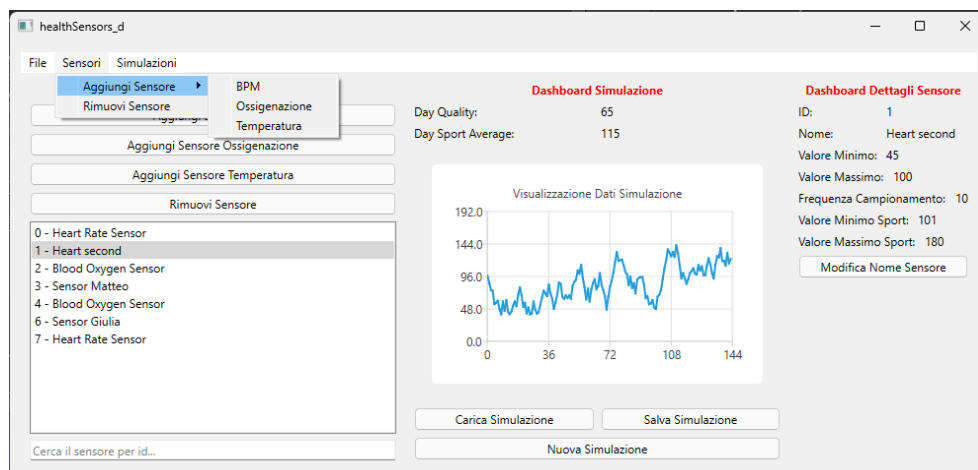 healthSensors_d
File Sensori Simulazioni
Aggiungi Sensore
Rimuovi Sensore
BPM
Ossigenazione
Temperatura
Aggiungi Sensore Ossigenazione
Aggiungi Sensore Temperatura
Rimuovi Sensore
0 - Heart Rate Sensor
1 - Heart second
2 - Blood Oxygen Sensor
3 - Sensor Matteo
4 - Blood Oxygen Sensor
6 - Sensor Giulia
7 - Heart Rate Sensor
Cerca il sensore per id...
Dashboard Simulazione
Day Quality: 65
Day Sport Average: 115
Visualizzazione Dati Simulazione
192.0
144.0
96.0
48.0
0.0
0 36 72 108 144
Carica Simulazione
Salva Simulazione
Nuova Simulazione
Dashboard Dettagli Sensore
ID: 1
Nome: Heart second
Valore Minimo: 45
Valore Massimo: 100
Frequenza Campionamento: 10
Valore Minimo Sport: 101
Valore Massimo Sport: 180
Modifica Nome Sensore